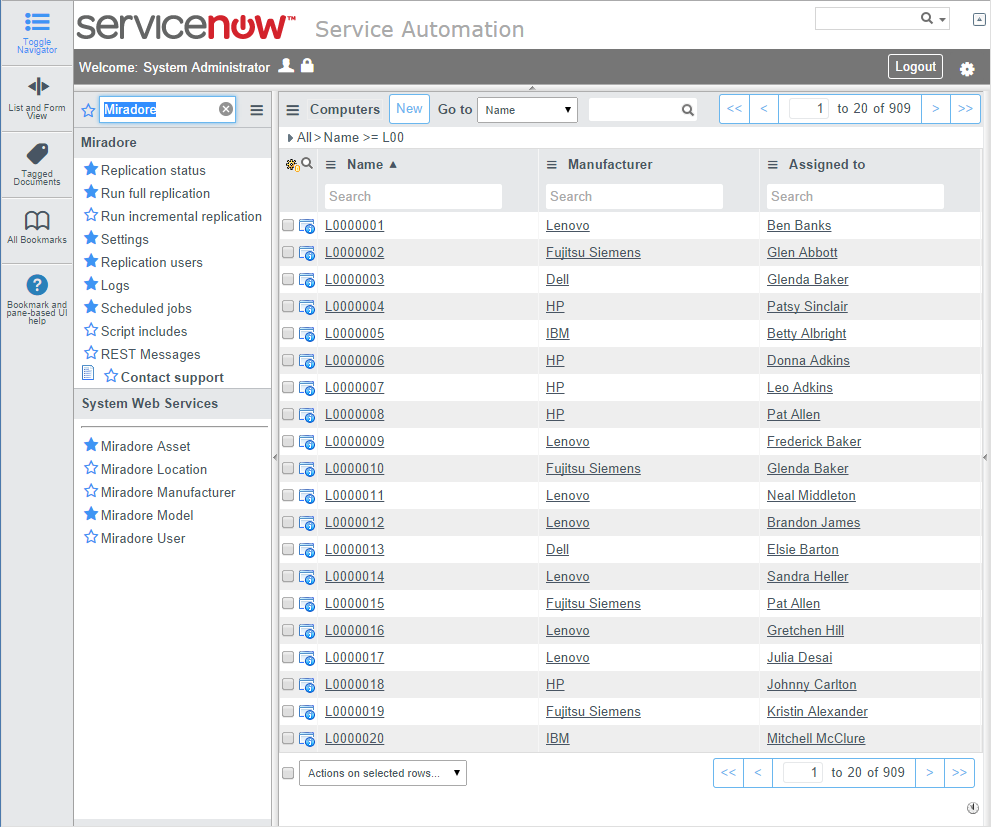 servicenow™ Service Automation
Toggle
Navigator
Welcome: System Administrator
Logout
List and Form
View
Tagged
Documents
All Bookmarks
?
Bookmark and
pane-based UI
help
Miradore
Miradore
Replication status
Run full replication
Run incremental replication
Settings
Replication users
Logs
Scheduled jobs
Script includes
REST Messages
Contact support
System Web Services
Miradore Asset
Miradore Location
Miradore Manufacturer
Miradore Model
Miradore User
Computers New Go to Name << < 1 to 20 of 909 > >>
All > Name >= L00
Name ▲ Manufacturer Assigned to
Search Search Search
L0000001 Lenovo Ben Banks
L0000002 Fujitsu Siemens Glen Abbott
L0000003 Dell Glenda Baker
L0000004 HP Patsy Sinclair
L0000005 IBM Betty Albright
L0000006 HP Donna Adkins
L0000007 HP Leo Adkins
L0000008 HP Pat Allen
L0000009 Lenovo Frederick Baker
L0000010 Fujitsu Siemens Glenda Baker
L0000011 Lenovo Neal Middleton
L0000012 Lenovo Brandon James
L0000013 Dell Elsie Barton
L0000014 Lenovo Sandra Heller
L0000015 Fujitsu Siemens Pat Allen
L0000016 Lenovo Gretchen Hill
L0000017 Lenovo Julia Desai
L0000018 HP Johnny Carlton
L0000019 Fujitsu Siemens Kristin Alexander
L0000020 IBM Mitchell McClure
Actions on selected rows... << < 1 to 20 of 909 > >>